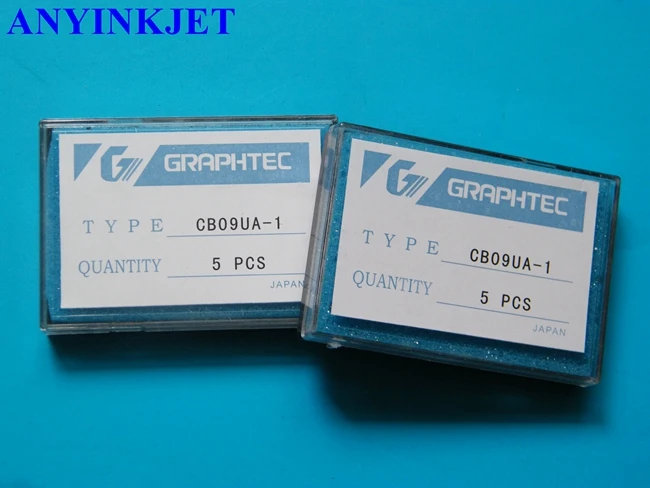 ANYINKJET
G GRAPHTEC
TYPE CB09UA-1
QUANTITY 5 PCS
JAPAN
G GRAPHTEC
TYPE CB09UA-1
QUANTITY 5 PCS
JAPAN